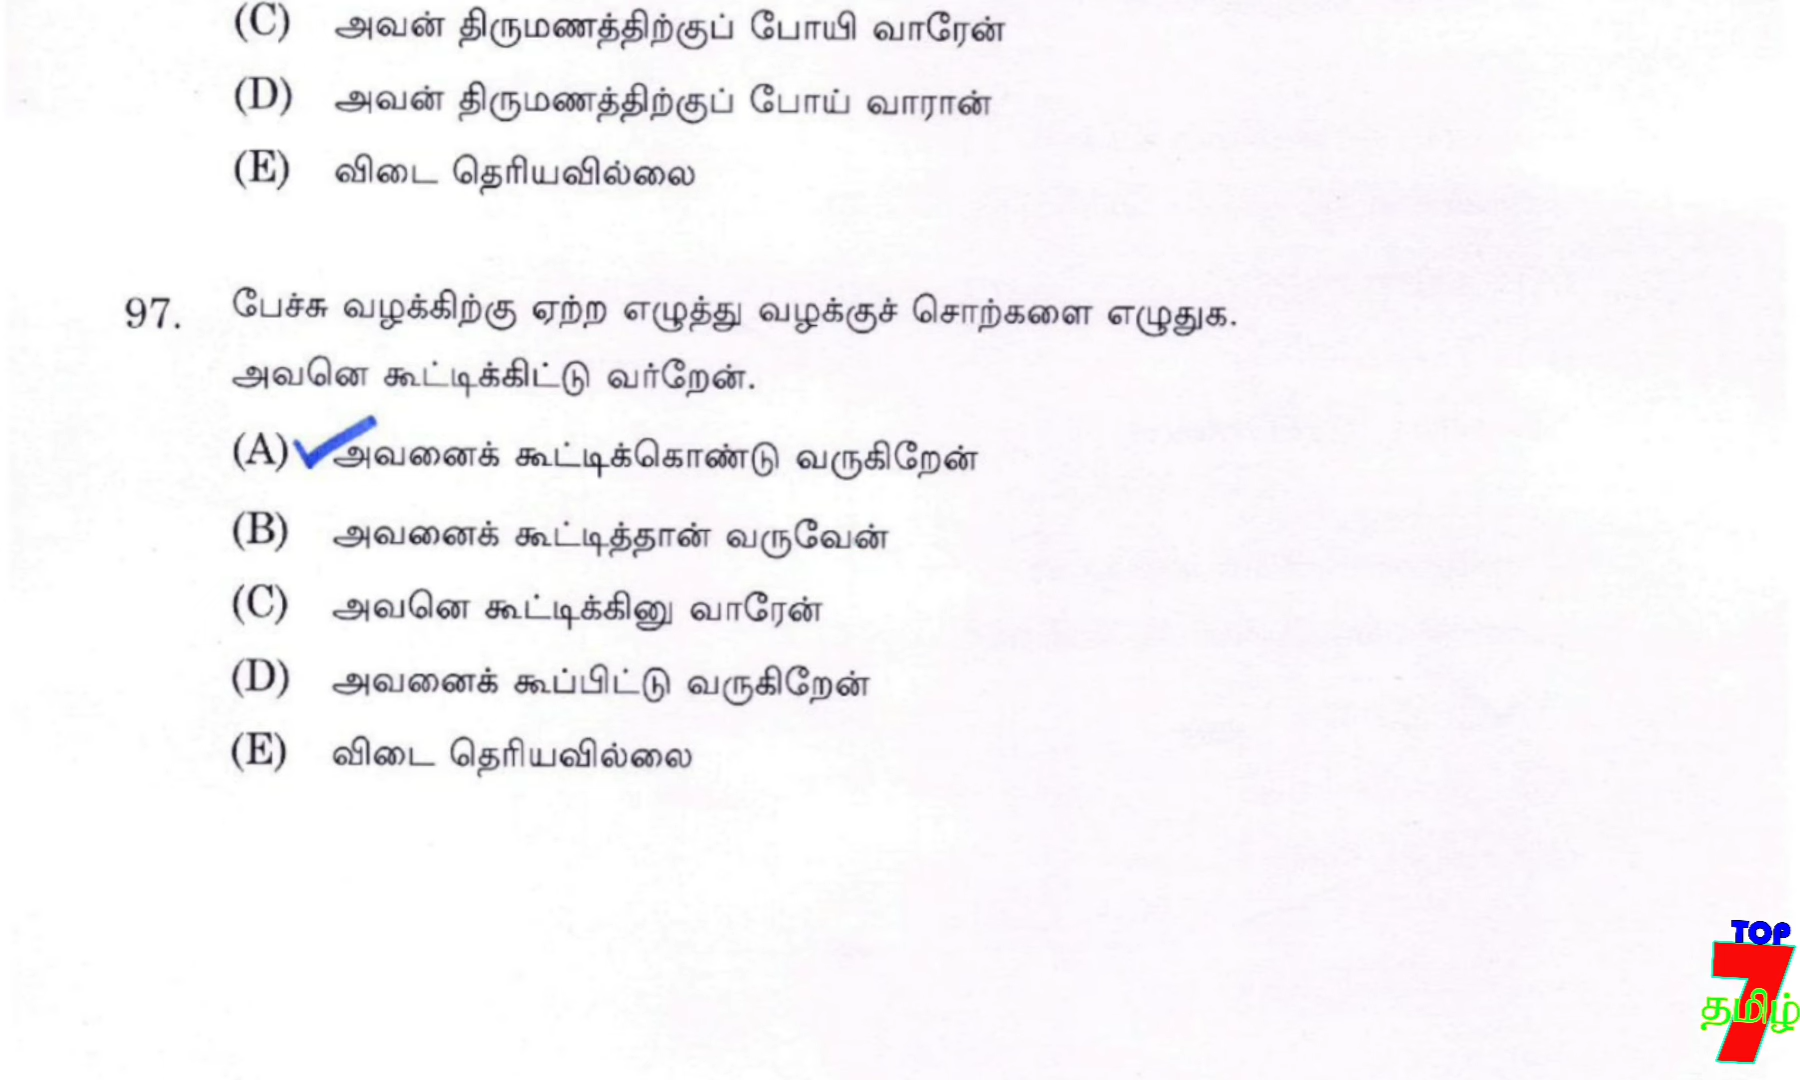 (C) அவன் திருமணத்திற்குப் போயி வாரேன்
(D) அவன் திருமணத்திற்குப் போய் வாரான்
(E) விடை தெரியவில்லை
97. பேச்சு வழக்கிற்கு ஏற்ற எழுத்து வழக்குச் சொற்களை எழுதுக.
அவனெ கூட்டிக்கிட்டு வர்றேன்.
(A) அவனைக் கூட்டிக்கொண்டு வருகிறேன்
(B) அவனைக் கூட்டித்தான் வருவேன்
(C) அவனெ கூட்டிக்கினு வாரேன்
(D) அவனைக் கூப்பிட்டு வருகிறேன்
(E) விடை தெரியவில்லை
TOP
7
தமிழ்